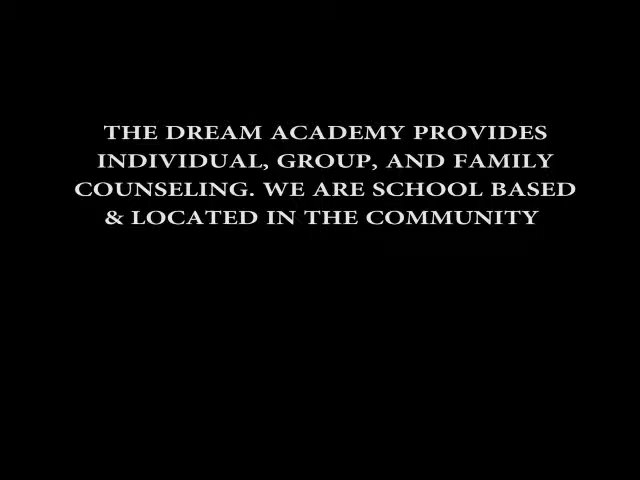 THE DREAM ACADEMY PROVIDES
INDIVIDUAL, GROUP, AND FAMILY
COUNSELING. WE ARE SCHOOL BASED
& LOCATED IN THE COMMUNITY